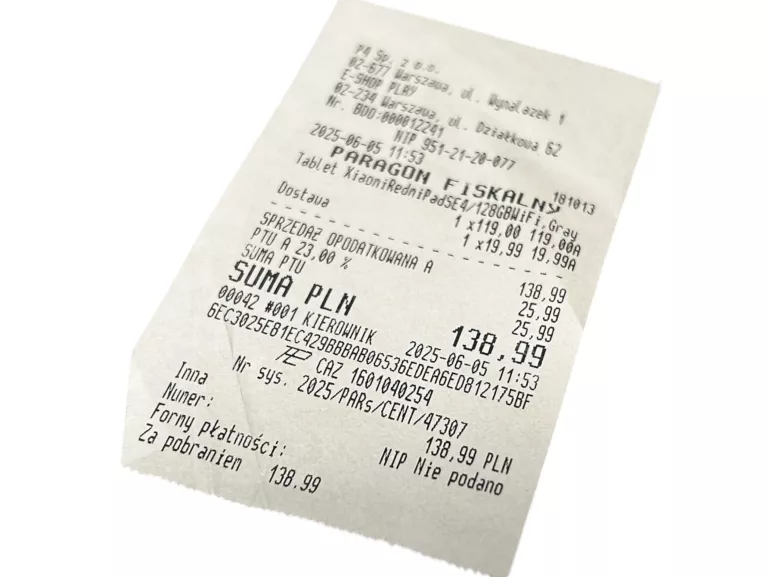 P4 Sp. z o.o.
02-677 Warszawa, ul. Wynalazek 1
E-SHOP PLAY
02-234 Warszawa, ul. Działkowa 62
Nr. BDO:000012241
NIP 951-21-20-077
2025-06-05 11:53 181013
PARAGON FISKALNY
Tablet XiaomiRedmiPadSE4/128GBWiFi,Gray
1 x119,00 119,00A
Dostawa 1 x19,99 19,99A
SPRZEDAŻ OPODATKOWANA A 138,99
PTU A 23,00 % 25,99
SUMA PTU 25,99
SUMA PLN 138,99
00042 #001 KIEROWNIK 2025-06-05 11:53
6EC3025EB1EC429BBBAB06536EDEA6ED812175BF
CAZ 1601040254
Nr sys. 2025/PARs/CENT/47307
Inna 138,99 PLN
Numer: NIP Nie podano
Formy płatności:
Za pobraniem 138.99